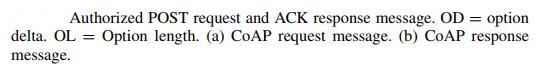 Authorized POST request and ACK response message. OD = option
delta. OL = Option length. (a) CoAP request message. (b) CoAP response
message.